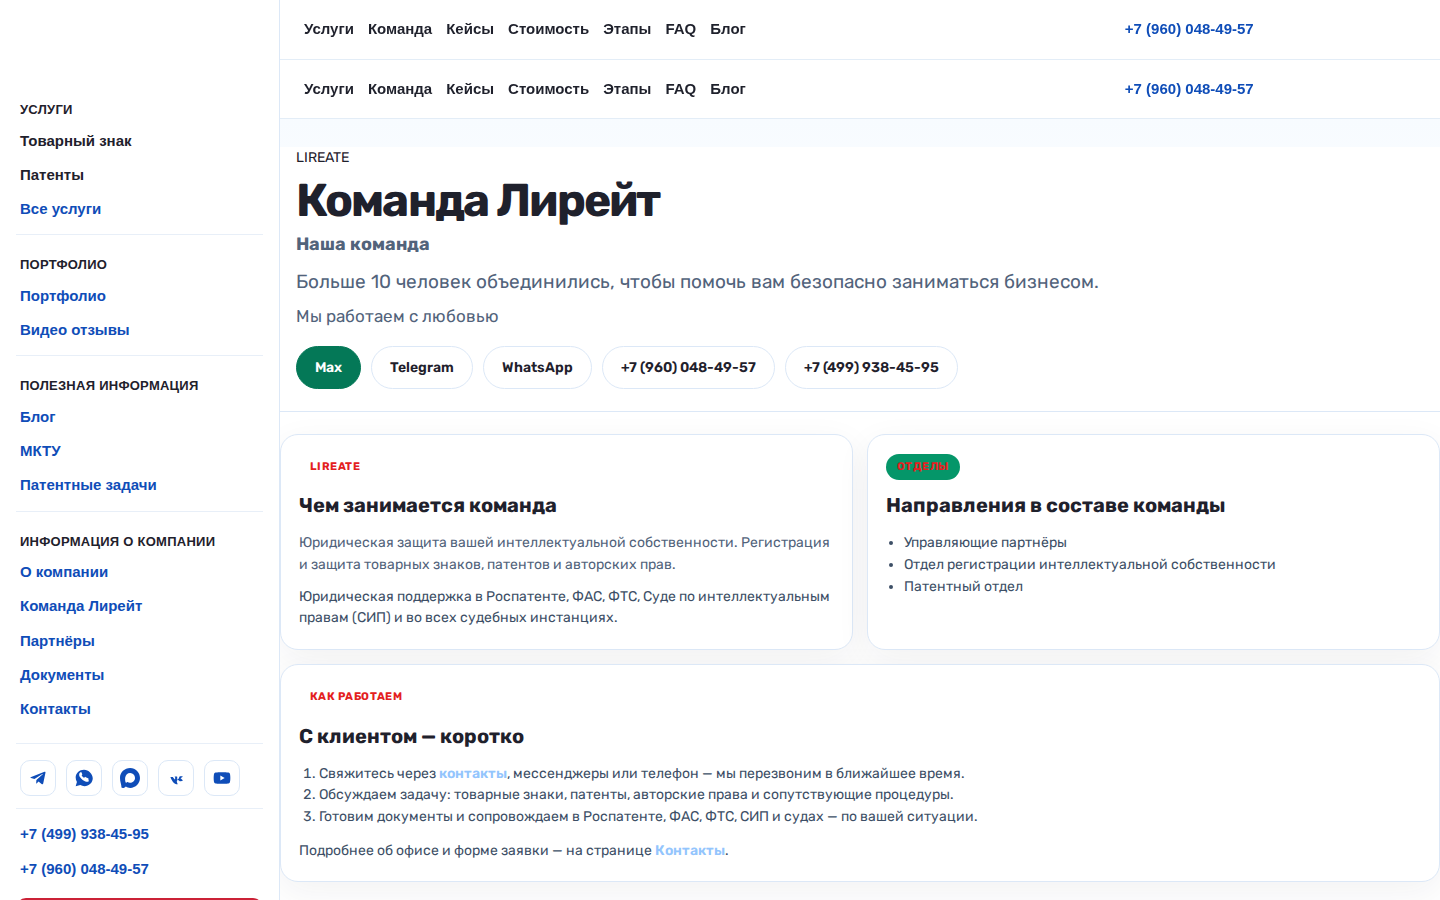 УСЛУГИ
Товарный знак
Патенты
Все услуги
ПОРТФОЛИО
Портфолио
Видео отзывы
ПОЛЕЗНАЯ ИНФОРМАЦИЯ
Блог
МКТУ
Патентные задачи
ИНФОРМАЦИЯ О КОМПАНИИ
О компании
Команда Лирейт
Партнёры
Документы
Контакты
+7 (499) 938-45-95
+7 (960) 048-49-57
Услуги Команда Кейсы Стоимость Этапы FAQ Блог +7 (960) 048-49-57
Услуги Команда Кейсы Стоимость Этапы FAQ Блог +7 (960) 048-49-57
LIREATE
Команда Лирейт
Наша команда
Больше 10 человек объединились, чтобы помочь вам безопасно заниматься бизнесом.
Мы работаем с любовью
Max Telegram WhatsApp +7 (960) 048-49-57 +7 (499) 938-45-95
LIREATE
Чем занимается команда
Юридическая защита вашей интеллектуальной собственности. Регистрация
и защита товарных знаков, патентов и авторских прав.
Юридическая поддержка в Роспатенте, ФАС, ФТС, Суде по интеллектуальным
правам (СИП) и во всех судебных инстанциях.
ОТДЕЛЫ
Направления в составе команды
• Управляющие партнёры
• Отдел регистрации интеллектуальной собственности
• Патентный отдел
КАК РАБОТАЕМ
С клиентом — коротко
1. Свяжитесь через контакты, мессенджеры или телефон — мы перезвоним в ближайшее время.
2. Обсуждаем задачу: товарные знаки, патенты, авторские права и сопутствующие процедуры.
3. Готовим документы и сопровождаем в Роспатенте, ФАС, ФТС, СИП и судах — по вашей ситуации.
Подробнее об офисе и форме заявки — на странице Контакты.